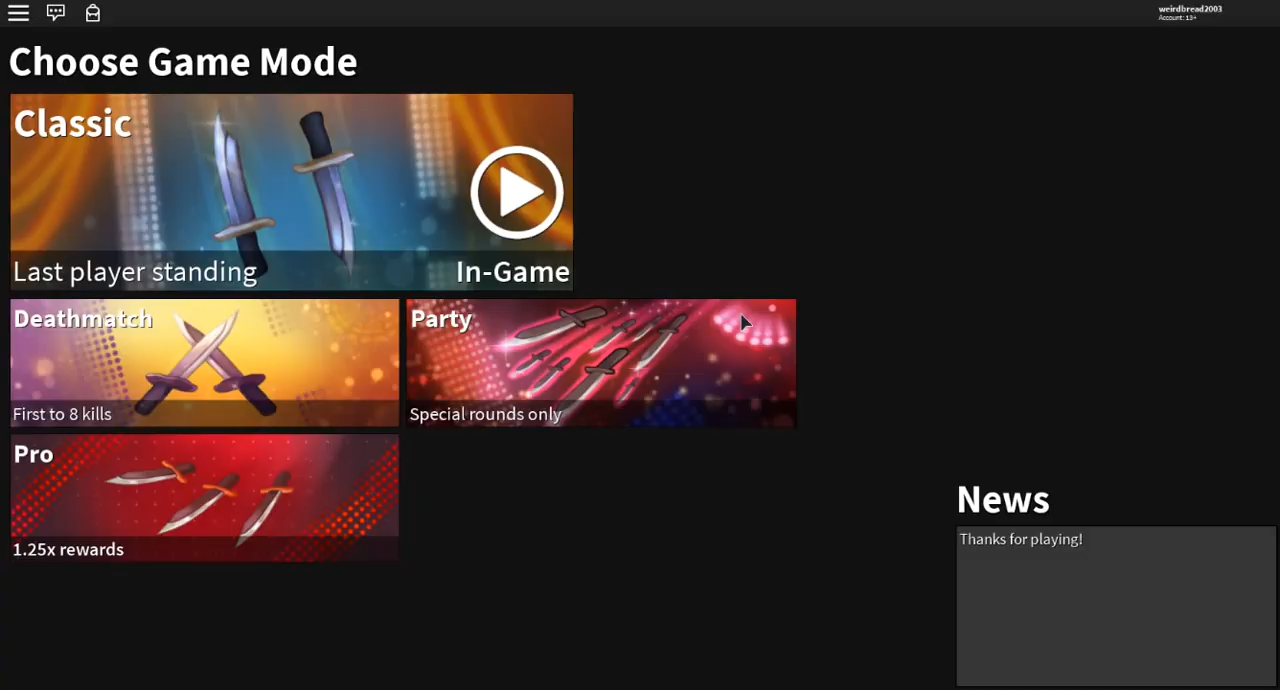 weirdbread2003
Account: 13+
Choose Game Mode
Classic
Last player standing
In-Game
Deathmatch
First to 8 kills
Party
Special rounds only
Pro
1.25x rewards
News
Thanks for playing!